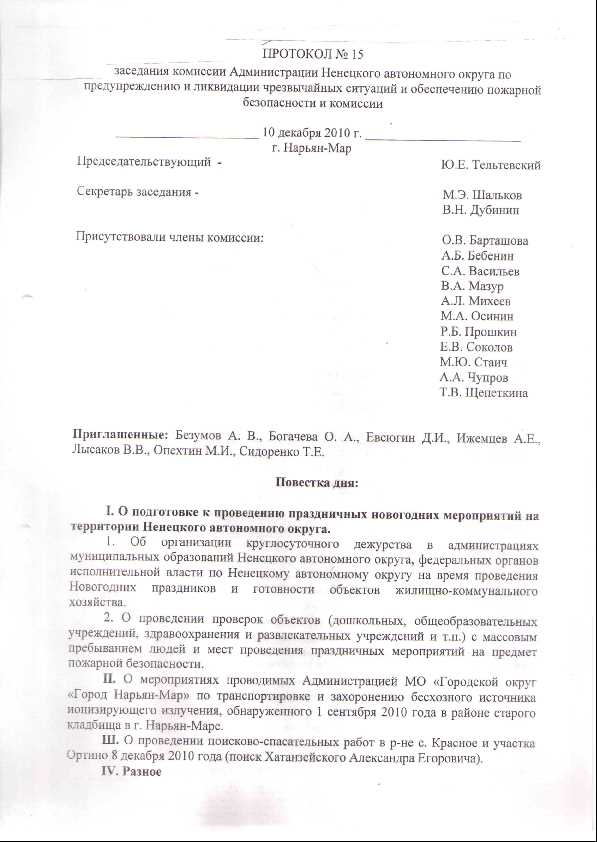 ПРОТОКОЛ № 15
заседания комиссии Администрации Ненецкого автономного округа по
предупреждению и ликвидации чрезвычайных ситуаций и обеспечению пожарной
безопасности и комиссии
10 декабря 2010 г.
г. Нарьян-Мар
Председательствующий - Ю.Е. Тельтевский
Секретарь заседания - М.Э. Шальков
В.Н. Дубинин
Присутствовали члены комиссии: О.В. Барташова
А.Б. Бебенин
С.А. Васильев
В.А. Мазур
А.Л. Михеев
М.А. Осинин
Р.Б. Прошкин
Е.В. Соколов
М.Ю. Стаич
А.А. Чупров
Т.В. Щепеткина
Приглашенные: Безумов А. В., Богачева О. А., Евсюгин Д.И., Ижемцев А.Е.,
Лысаков В.В., Опехтин М.И., Сидоренко Т.Е.
Повестка дня:
I. О подготовке к проведению праздничных новогодних мероприятий на
территории Ненецкого автономного округа.
1. Об организации круглосуточного дежурства в администрациях
муниципальных образований Ненецкого автономного округа, федеральных органов
исполнительной власти по Ненецкому автономному округу на время проведения
Новогодних праздников и готовности объектов жилищно-коммунального
хозяйства.
2. О проведении проверок объектов (дошкольных, общеобразовательных
учреждений, здравоохранения и развлекательных учреждений и т.п.) с массовым
пребыванием людей и мест проведения праздничных мероприятий на предмет
пожарной безопасности.
II. О мероприятиях проводимых Администрацией МО «Городской округ
«Город Нарьян-Мар» по транспортировке и захоронению бесхозного источника
ионизирующего излучения, обнаруженного 1 сентября 2010 года в районе старого
кладбища в г. Нарьян-Маре.
Ш. О проведении поисково-спасательных работ в р-не с. Красное и участка
Ортино 8 декабря 2010 года (поиск Хатанзейского Александра Егоровича).
IV. Разное